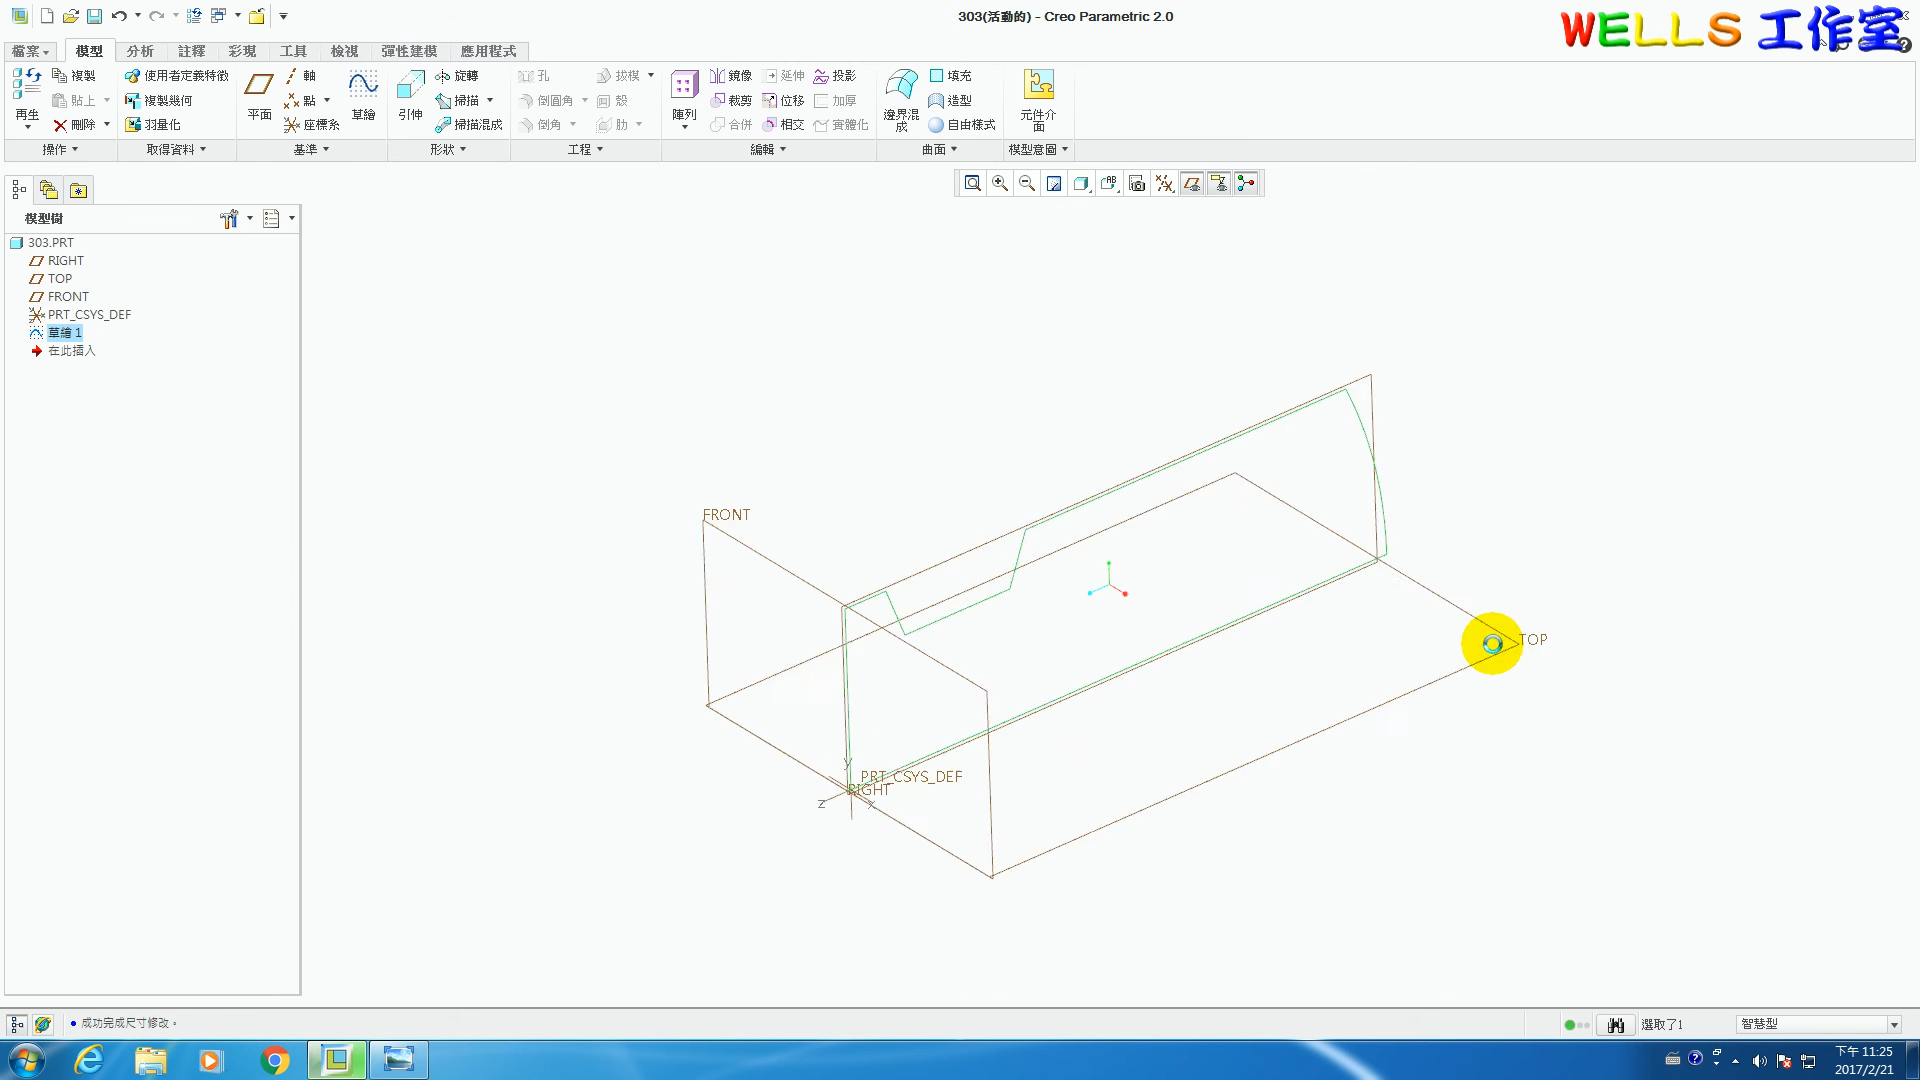 303(活動的) - Creo Parametric 2.0
WELLS 工作室
檔案 模型 分析 註釋 彩現 工具 檢視 彈性建模 應用程式
再生 複製 貼上 刪除
使用者定義特徵 複製幾何 羽量化
平面 軸 點 座標系 草繪
引伸 旋轉 掃描 掃描混成
孔 倒圓角 倒角 拔模 殼 肋
陣列 鏡像 裁剪 合併 延伸 位移 相交 投影 加厚 實體化
邊界混成 填充 造型 自由樣式
元件介面
操作 取得資料 基準 形狀 工程 編輯 曲面 模型意圖
模型樹
303.PRT
RIGHT
TOP
FRONT
PRT_CSYS_DEF
草繪 1
在此插入
FRONT
TOP
y
PRT_CSYS_DEF
RIGHT
z
x
成功完成尺寸修改。
選取了1
智慧型
下午 11:25
2017/2/21